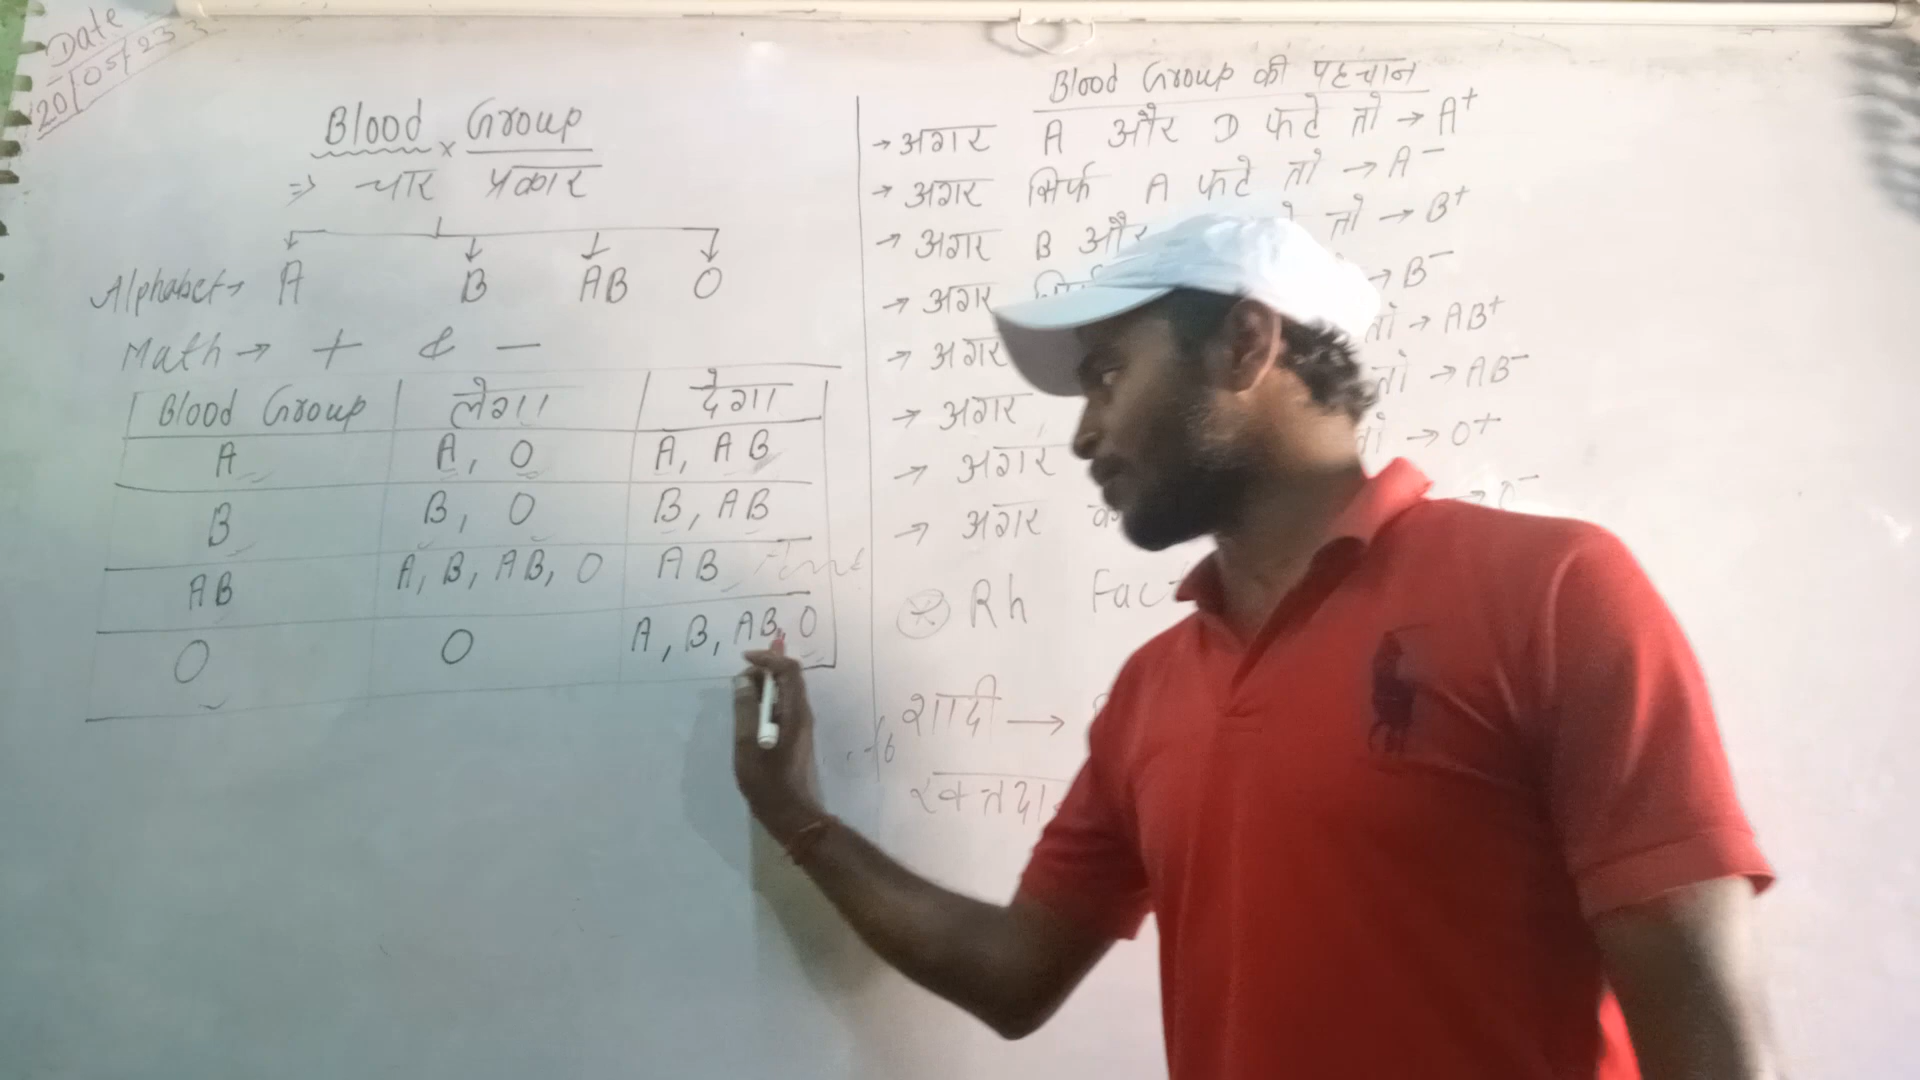 Date
20/05/23
Blood Group
⇒ चार प्रकार
Alphabet → A B AB O
Math → + & −
Blood Group लेगा देगा
A A, O A, AB
B B, O B, AB
AB A, B, AB, O AB
O O A, B, AB, O
Blood Group की पहचान
→ अगर A और D फटे तो → A+
→ अगर सिर्फ A फटे तो → A−
→ अगर B और तो → B+
→ अगर → B−
→ अगर तो → AB+
→ अगर तो → AB−
→ अगर → O+
→ अगर → O−
Rh Fact
शादी →
रक्तदा